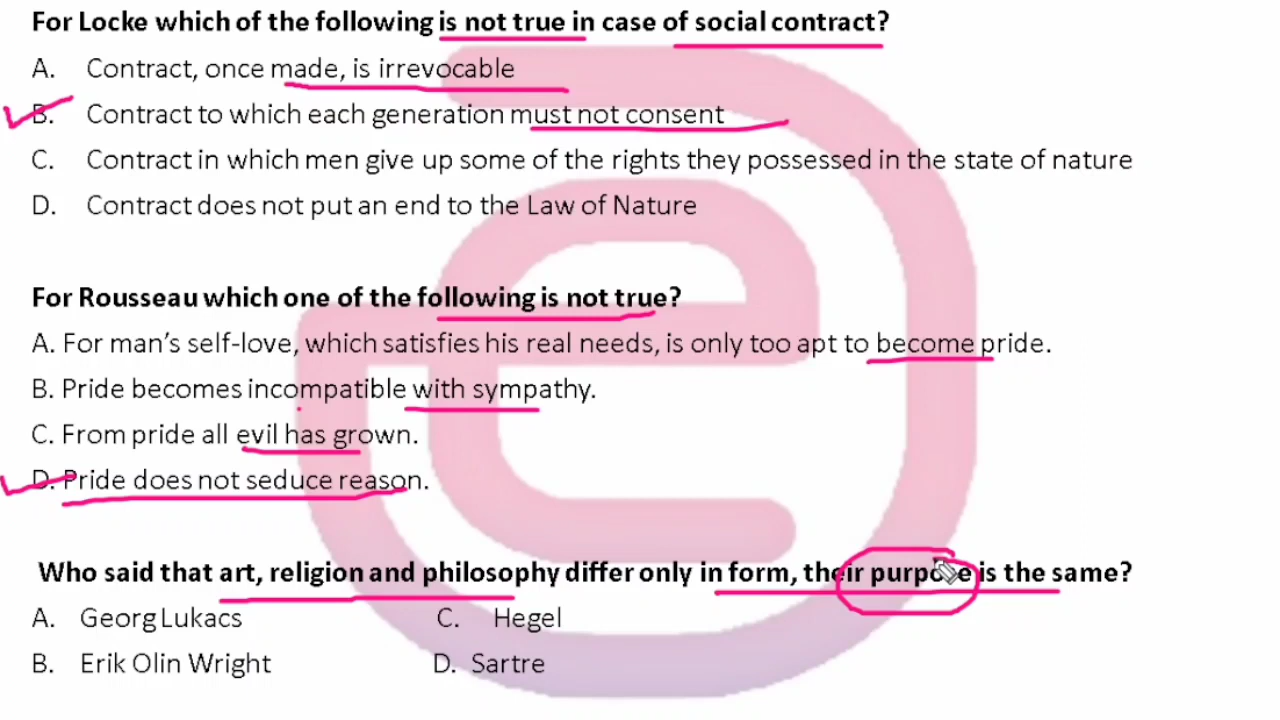 For Locke which of the following is not true in case of social contract?
A. Contract, once made, is irrevocable
B. Contract to which each generation must not consent
C. Contract in which men give up some of the rights they possessed in the state of nature
D. Contract does not put an end to the Law of Nature
For Rousseau which one of the following is not true?
A. For man's self-love, which satisfies his real needs, is only too apt to become pride.
B. Pride becomes incompatible with sympathy.
C. From pride all evil has grown.
D. Pride does not seduce reason.
Who said that art, religion and philosophy differ only in form, their purpose is the same?
A. Georg Lukacs C. Hegel
B. Erik Olin Wright D. Sartre